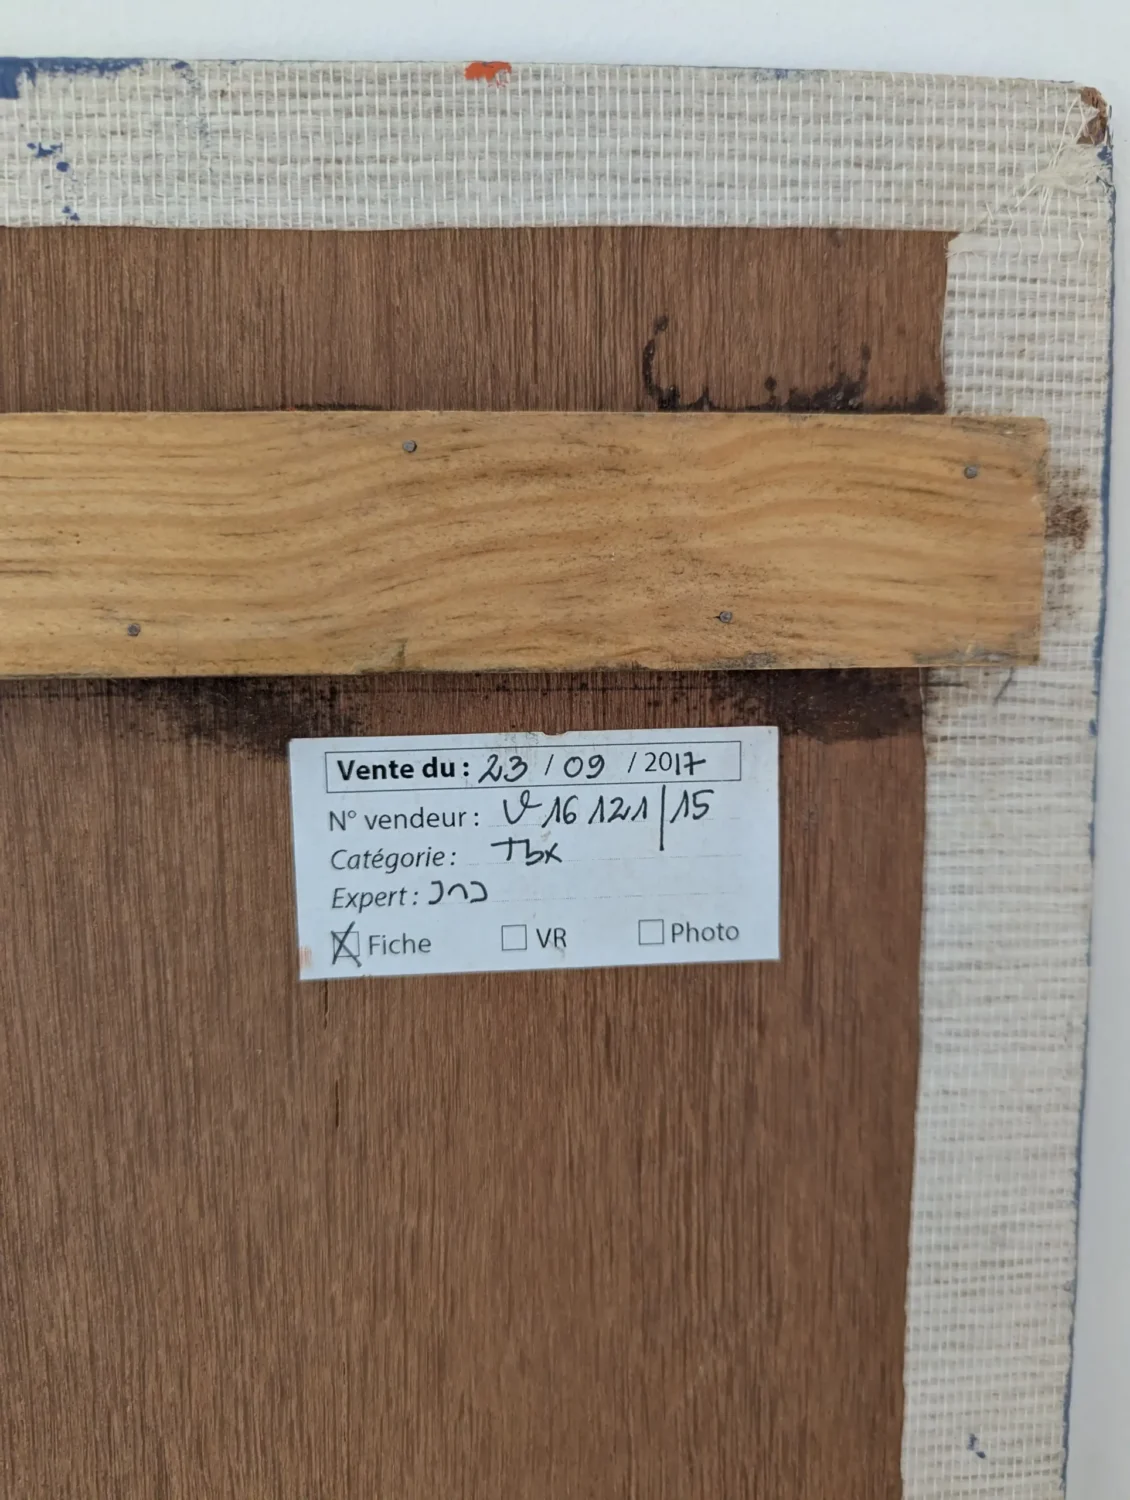 Vente du : 23 / 09 / 2017
N° vendeur : V 16 121 | 15
Catégorie : Tbx
Expert :
Fiche VR Photo